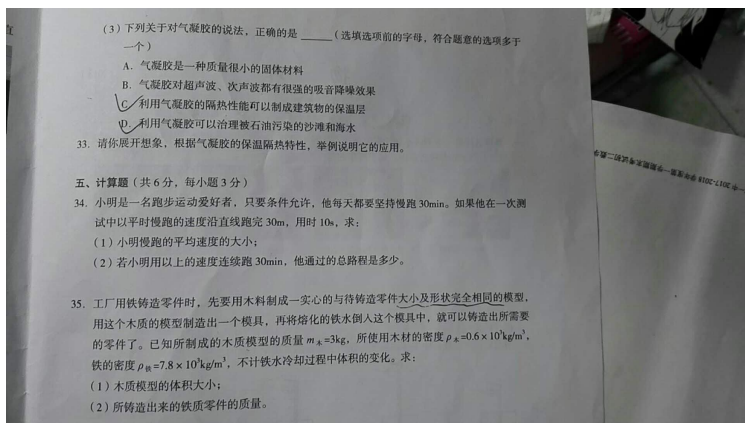 （3）下列关于对气凝胶的说法，正确的是 ______（选填选项前的字母，符合题意的选项多于
一个）
A．气凝胶是一种质量很小的固体材料
B．气凝胶对超声波、次声波都有很强的吸音降噪效果
C．利用气凝胶的隔热性能可以制成建筑物的保温层
D．利用气凝胶可以治理被石油污染的沙滩和海水
33．请你展开想象，根据气凝胶的保温隔热特性，举例说明它的应用。
五、计算题（共6分，每小题3分）
34．小明是一名跑步运动爱好者，只要条件允许，他每天都要坚持慢跑30min。如果他在一次测
试中以平时慢跑的速度沿直线跑完30m，用时10s，求：
（1）小明慢跑的平均速度的大小；
（2）若小明用以上的速度连续跑30min，他通过的总路程是多少。
35．工厂用铁铸造零件时，先要用木料制成一实心的与待铸造零件大小及形状完全相同的模型，
用这个木质的模型制造出一个模具，再将熔化的铁水倒人这个模具中，就可以铸造出所需要
的零件了。已知所制成的木质模型的质量 m木=3kg，所使用木材的密度 ρ木=0.6×10³kg/m³，
铁的密度 ρ铁=7.8×10³kg/m³，不计铁水冷却过程中体积的变化。求：
（1）木质模型的体积大小；
（2）所铸造出来的铁质零件的质量。
2017-2018学年度第一学期期末考试初二数学